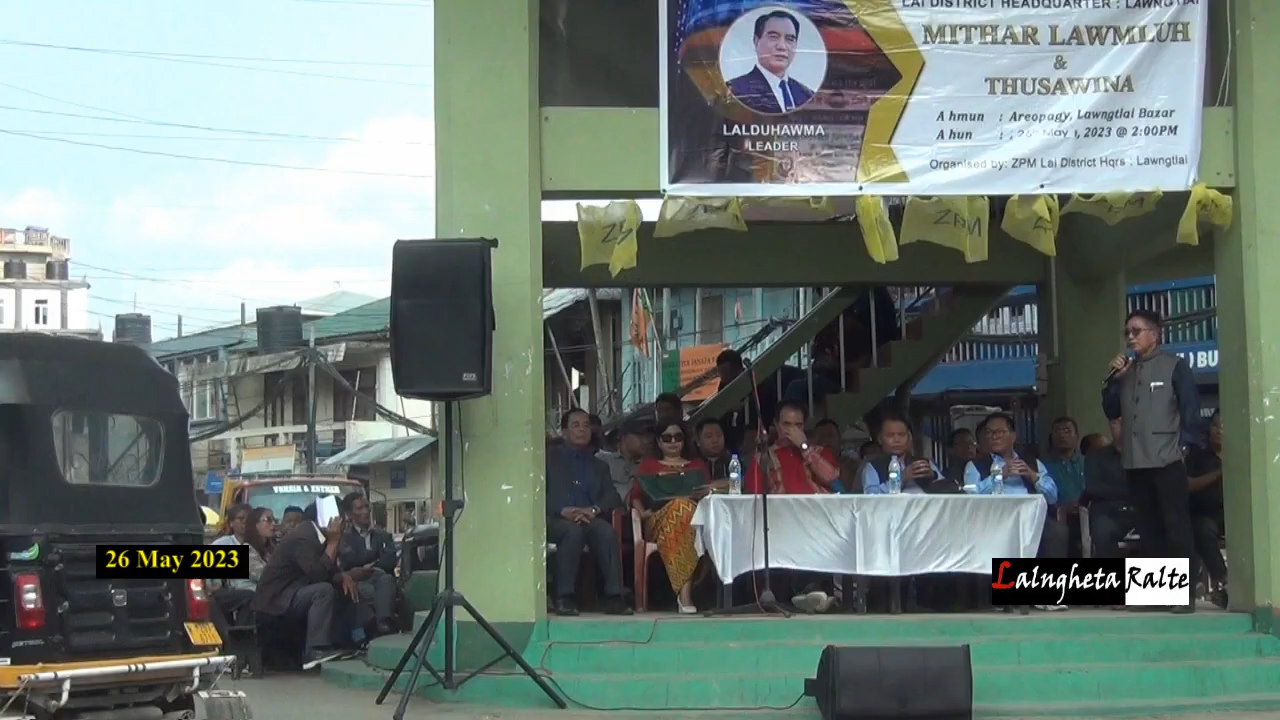 LAI DISTRICT HEADQUARTER : LAWNGTLAI
MITHAR LAWMLUH
&
THUSAWINA
A hmun : Areopagy, Lawngtlai Bazar
A hun : , 26th May, 2023 @ 2:00PM
Organised by: ZPM Lai District Hqrs : Lawngtlai
LALDUHAWMA
LEADER
ZPM
26 May 2023
Lalngheta Ralte